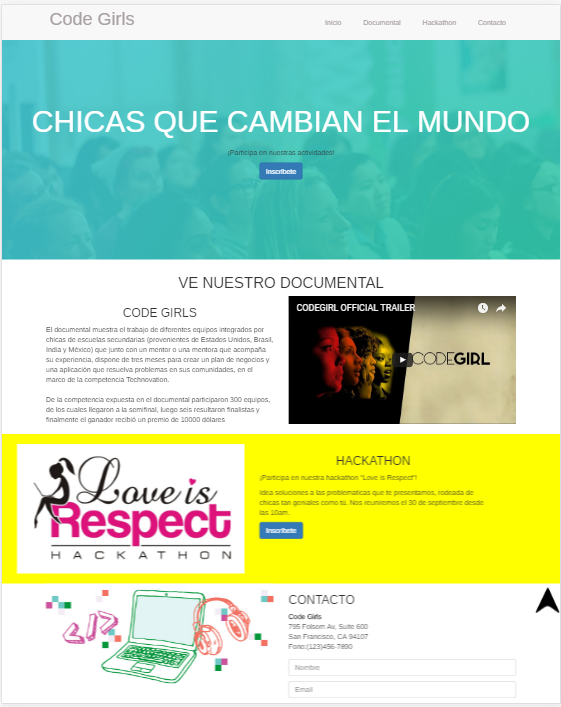 Code Girls
Inicio Documental Hackathon Contacto
CHICAS QUE CAMBIAN EL MUNDO
¡Participa en nuestras actividades!
Inscríbete
VE NUESTRO DOCUMENTAL
CODE GIRLS
El documental muestra el trabajo de diferentes equipos integrados por
chicas de escuelas secundarias (provenientes de Estados Unidos, Brasil,
India y México) que junto con un mentor o una mentora que acompaña
su experiencia, dispone de tres meses para crear un plan de negocios y
una aplicación que resuelva problemas en sus comunidades, en el
marco de la competencia Technovation.
De la competencia expuesta en el documental participaron 300 equipos,
de los cuales llegaron a la semifinal, luego seis resultaron finalistas y
finalmente el ganador recibió un premio de 10000 dólares
CODEGIRL OFFICIAL TRAILER
CODEGIRL
Love is
Respect
HACKATHON
HACKATHON
¡Participa en nuestra hackathon "Love is Respect"!
Idea soluciones a las problematicas que te presentamos, rodeada de
chicas tan geniales como tú. Nos reuniremos el 30 de septiembre desde
las 10am.
Inscríbete
CONTACTO
Code Girls
795 Folsom Av, Suite 600
San Francisco, CA 94107
Fono:(123)456-7890
Nombre
Email